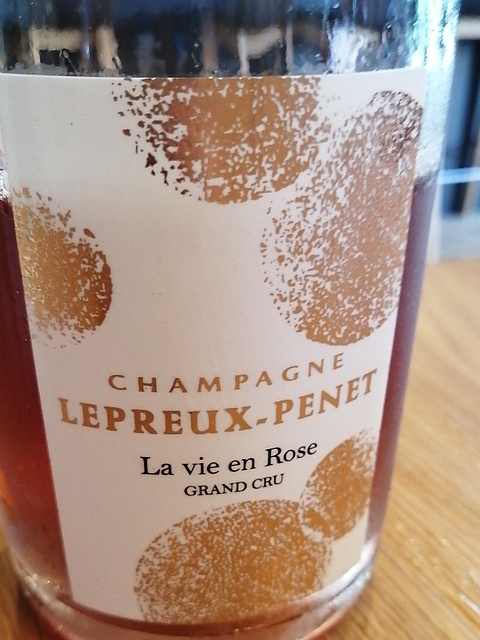 CHAMPAGNE
LEPREUX-PENET
La vie en Rose
GRAND CRU